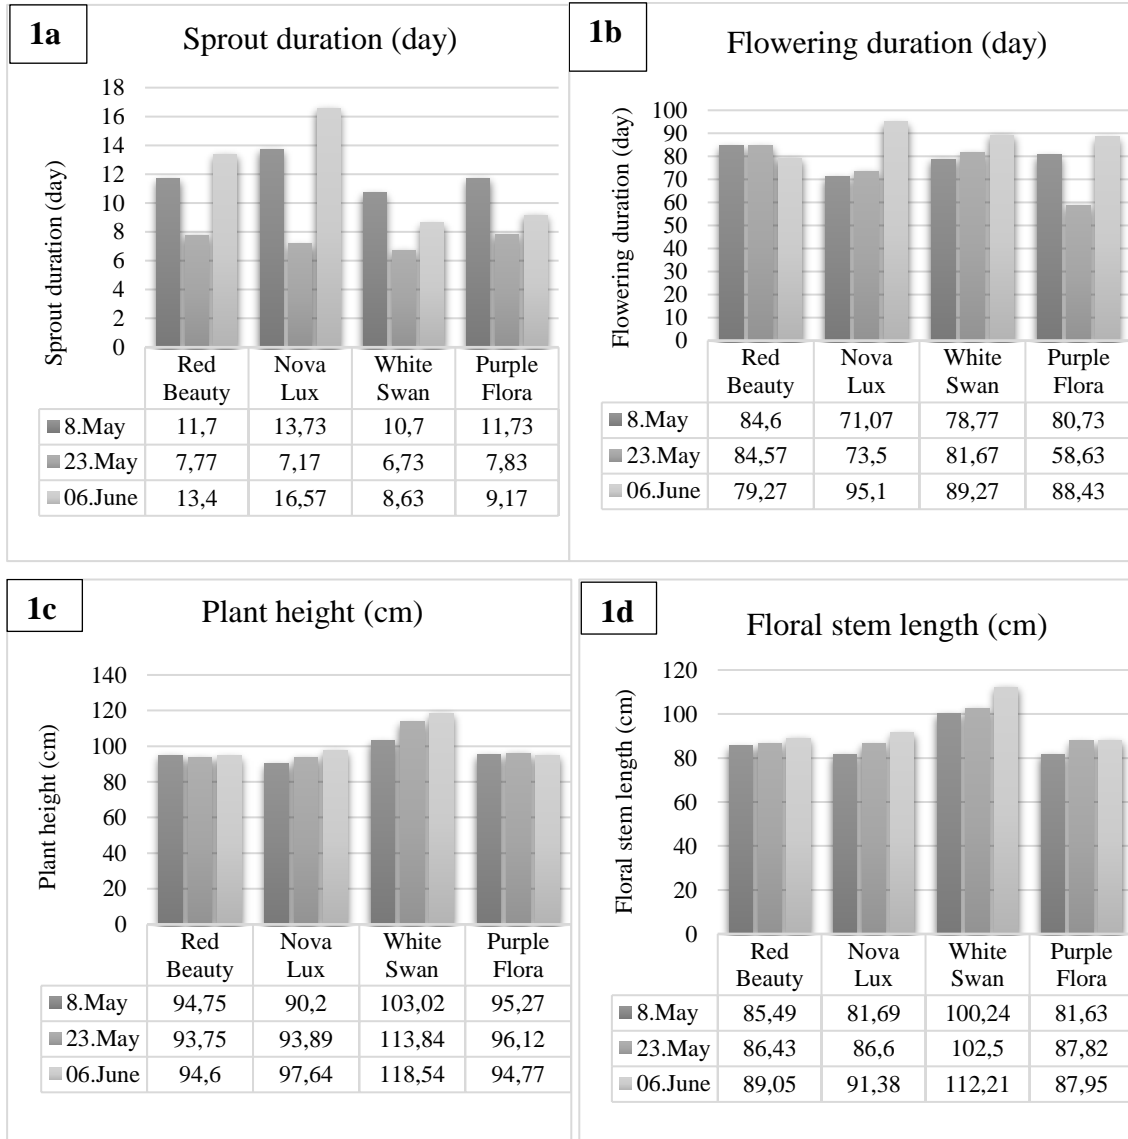 1a
Sprout duration (day)
Sprout duration (day)
18
16
14
12
10
8
6
4
2
0
Red Beauty Nova Lux White Swan Purple Flora
8.May 11,7 13,73 10,7 11,73
23.May 7,77 7,17 6,73 7,83
06.June 13,4 16,57 8,63 9,17
1b
Flowering duration (day)
Flowering duration (day)
100
90
80
70
60
50
40
30
20
10
0
Red Beauty Nova Lux White Swan Purple Flora
8.May 84,6 71,07 78,77 80,73
23.May 84,57 73,5 81,67 58,63
06.June 79,27 95,1 89,27 88,43
1c
Plant height (cm)
Plant height (cm)
140
120
100
80
60
40
20
0
Red Beauty Nova Lux White Swan Purple Flora
8.May 94,75 90,2 103,02 95,27
23.May 93,75 93,89 113,84 96,12
06.June 94,6 97,64 118,54 94,77
1d
Floral stem length (cm)
Floral stem length (cm)
120
100
80
60
40
20
0
Red Beauty Nova Lux White Swan Purple Flora
8.May 85,49 81,69 100,24 81,63
23.May 86,43 86,6 102,5 87,82
06.June 89,05 91,38 112,21 87,95